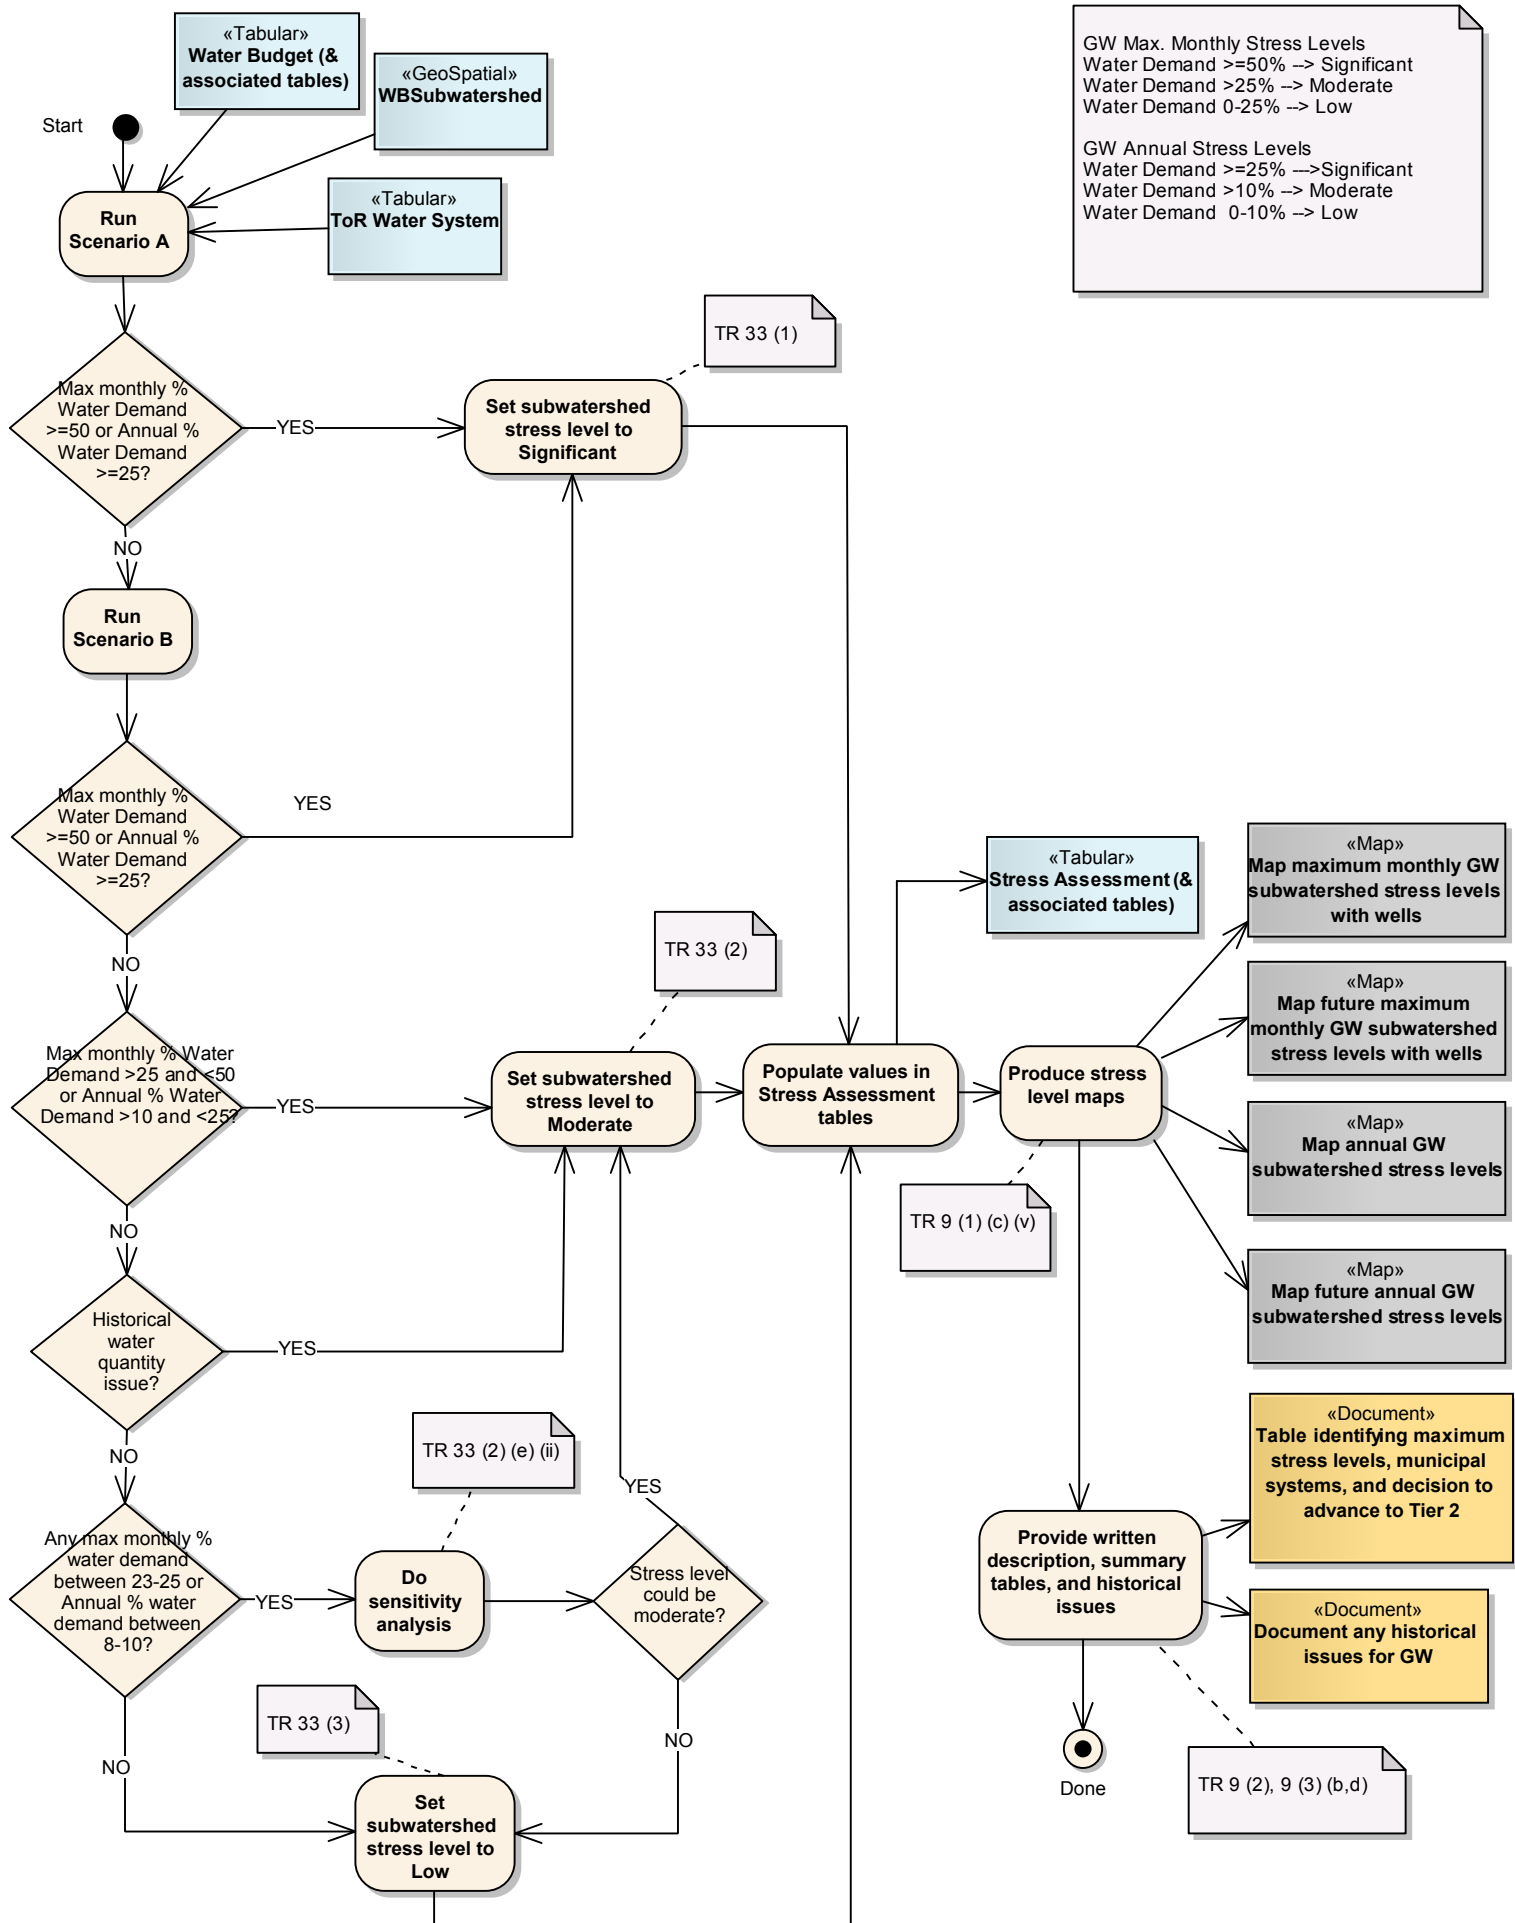 «Tabular»
Water Budget (&
associated tables)
«GeoSpatial»
WBSubwatershed
GW Max. Monthly Stress Levels
Water Demand >=50% --> Significant
Water Demand >25% --> Moderate
Water Demand 0-25% --> Low
GW Annual Stress Levels
Water Demand >=25% --->Significant
Water Demand >10% --> Moderate
Water Demand  0-10% --> Low
Start
«Tabular»
ToR Water System
Run
Scenario A
TR 33 (1)
Max monthly %
Water Demand
>=50 or Annual %
Water Demand
>=25?
YES
Set subwatershed
stress level to
Significant
NO
Run
Scenario B
Max monthly %
Water Demand
>=50 or Annual %
Water Demand
>=25?
YES
NO
«Tabular»
Stress Assessment (&
associated tables)
«Map»
Map maximum monthly GW
subwatershed stress levels
with wells
TR 33 (2)
«Map»
Map future maximum
monthly GW subwatershed
stress levels with wells
Max monthly % Water
Demand >25 and <50
or Annual % Water
Demand >10 and <25?
YES
Set subwatershed
stress level to
Moderate
Populate values in
Stress Assessment
tables
Produce stress
level maps
«Map»
Map annual GW
subwatershed stress levels
TR 9 (1) (c) (v)
NO
«Map»
Map future annual GW
subwatershed stress levels
Historical
water
quantity
issue?
YES
NO
TR 33 (2) (e) (ii)
YES
«Document»
Table identifying maximum
stress levels, municipal
systems, and decision to
advance to Tier 2
Any max monthly %
water demand
between 23-25 or
Annual % water
demand between
8-10?
YES
Do
sensitivity
analysis
Stress level
could be
moderate?
Provide written
description, summary
tables, and historical
issues
«Document»
Document any historical
issues for GW
TR 33 (3)
NO
NO
Done
TR 9 (2), 9 (3) (b,d)
Set
subwatershed
stress level to
Low